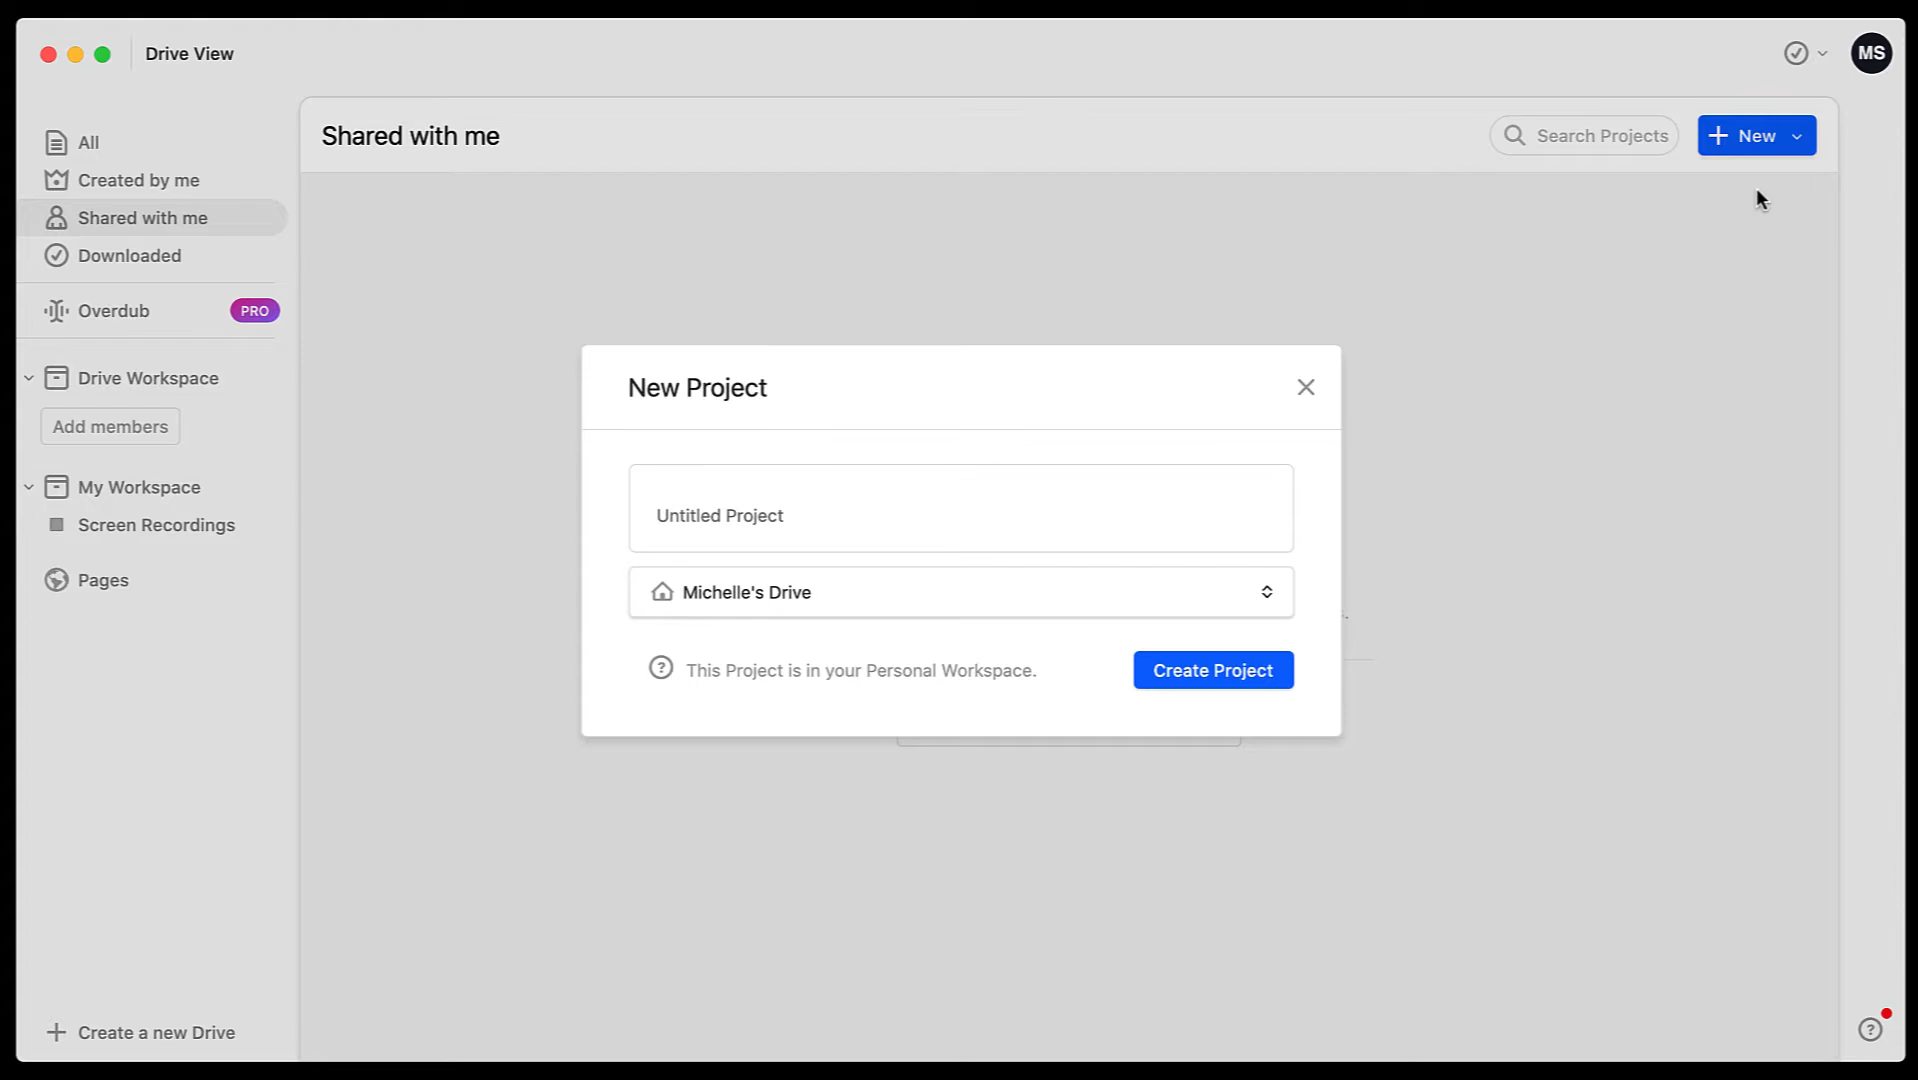 Drive View
MS
All
Created by me
Shared with me
Downloaded
Overdub PRO
Drive Workspace
Add members
My Workspace
Screen Recordings
Pages
Create a new Drive
Shared with me
Search Projects
New
New Project
Untitled Project
Michelle's Drive
This Project is in your Personal Workspace.
Create Project